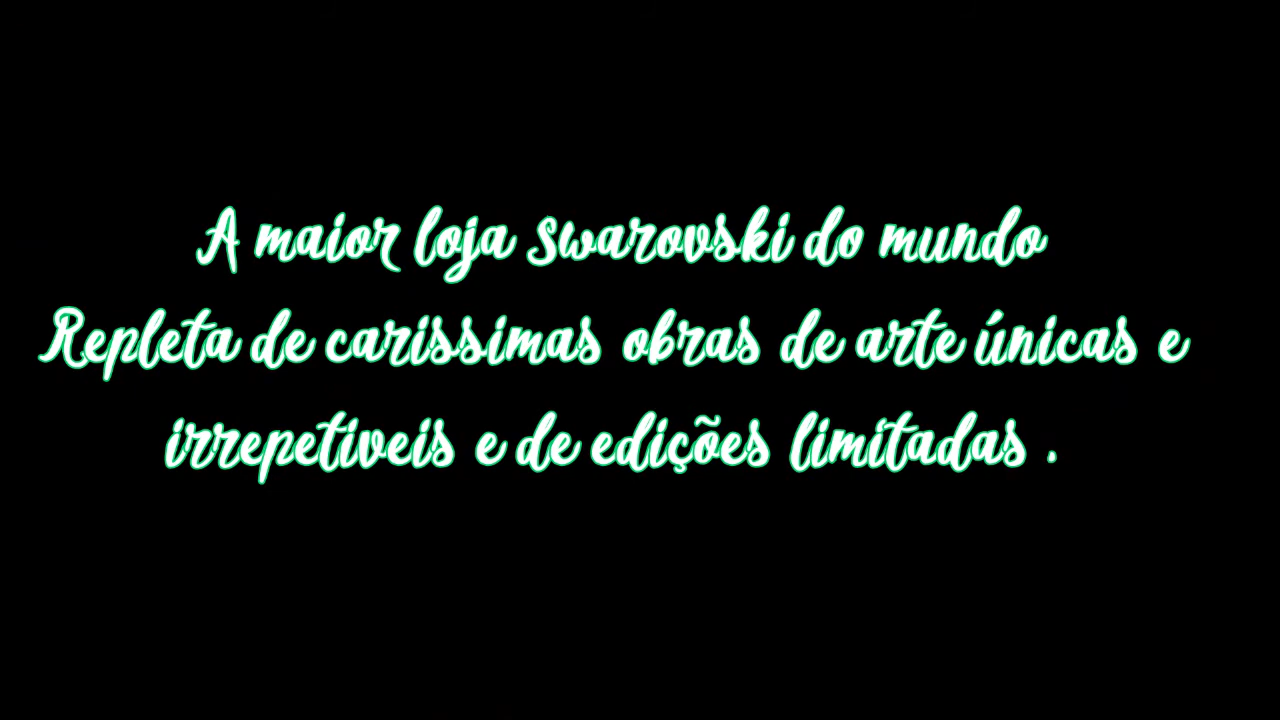 A maior loja Swarovski do mundo
Repleta de carissimas obras de arte únicas e
irrepetiveis e de edições limitadas .